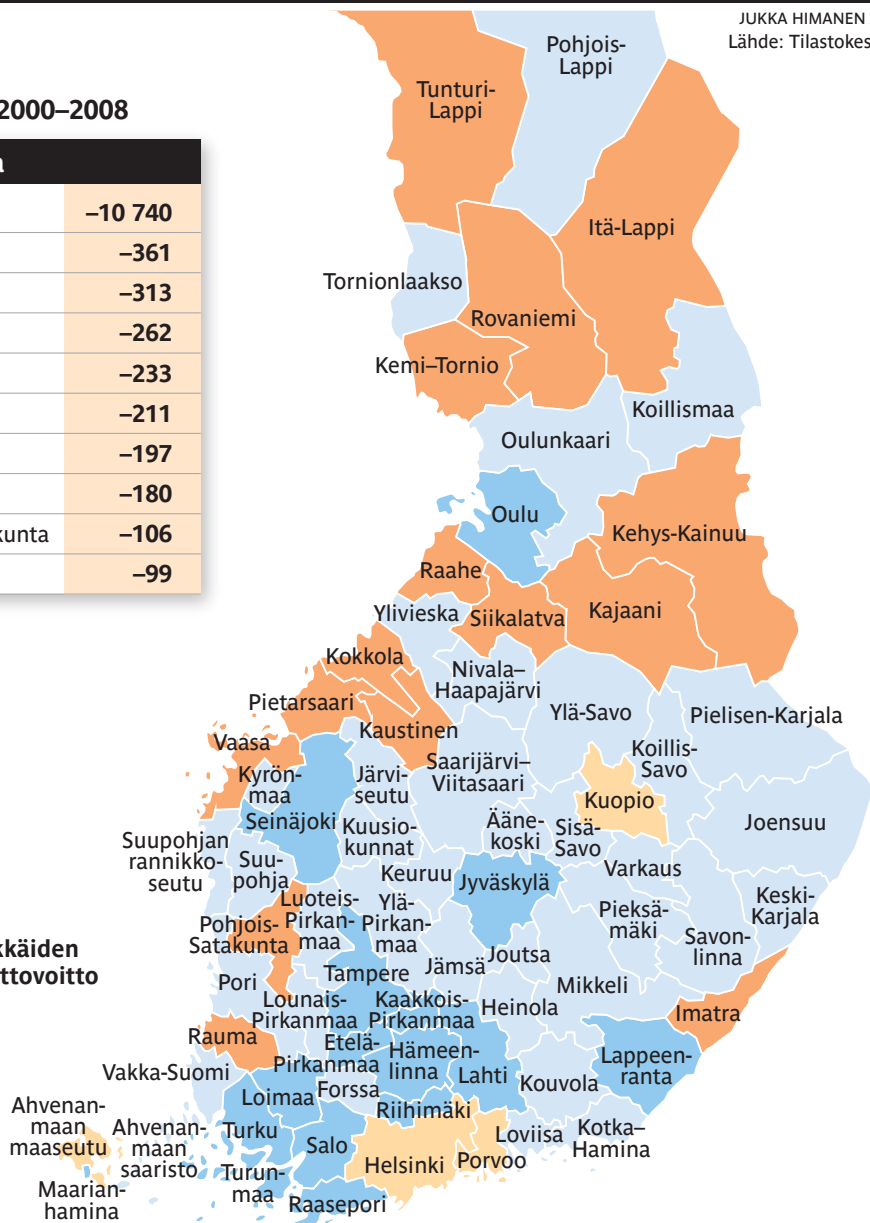 JUKKA HIMANEN
Lähde: Tilastokes
2000–2008
a
–10 740
–361
–313
–262
–233
–211
–197
–180
kunta –106
–99
kkäiden
ttovoitto
Pohjois-
Lappi
Tunturi-
Lappi
Itä-Lappi
Tornionlaakso
Rovaniemi
Kemi–Tornio
Koillismaa
Oulunkaari
Oulu
Kehys-Kainuu
Raahe
Ylivieska
Siikalatva
Kajaani
Kokkola
Nivala–
Haapajärvi
Pietarsaari
Ylä-Savo
Pielisen-Karjala
Kaustinen
Vaasa
Koillis-
Savo
Saarijärvi–
Viitasaari
Kyrön-
maa
Järvi-
seutu
Kuopio
Seinäjoki
Kuusio-
kunnat
Ääne-
koski
Sisä-
Savo
Joensuu
Suupohjan
rannikko-
seutu
Suu-
pohja
Keuruu
Jyväskylä
Varkaus
Luoteis-
Pirkan-
maa
Ylä-
Pirkan-
maa
Pieksä-
mäki
Keski-
Karjala
Pohjois-
Satakunta
Savon-
linna
Joutsa
Tampere
Jämsä
Pori
Mikkeli
Lounais-
Pirkanmaa
Kaakkois-
Pirkanmaa
Heinola
Imatra
Rauma
Etelä-
Pirkanmaa
Hämeen-
linna
Lappeen-
ranta
Vakka-Suomi
Lahti
Kouvola
Forssa
Loimaa
Riihimäki
Ahvenan-
maan
maaseutu
Ahvenan-
maan
saaristo
Turku
Salo
Loviisa
Kotka–
Hamina
Helsinki
Porvoo
Turun-
maa
Maarian-
hamina
Raasepori